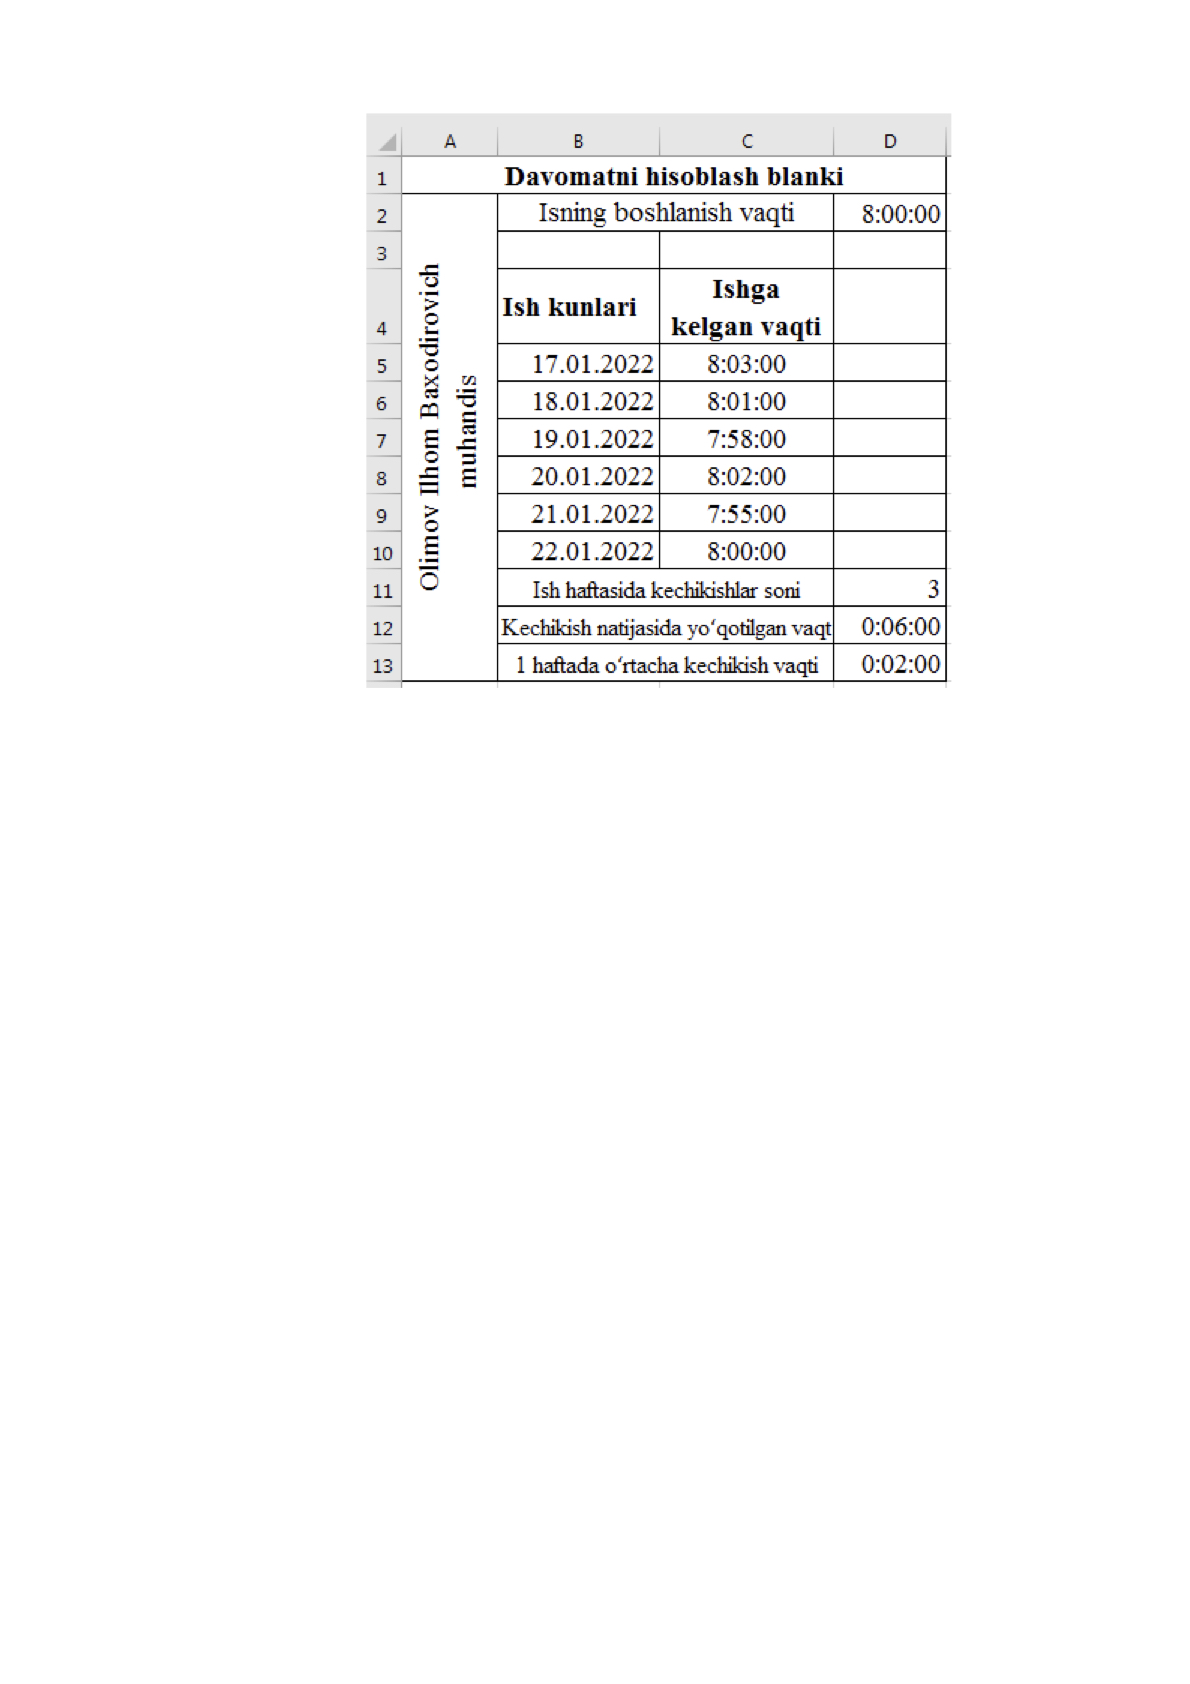 A B C D
1 Davomatni hisoblash blanki
2 Isning boshlanish vaqti 8:00:00
3
Olimov Ilhom Baxodirovich
muhandis
4 Ish kunlari Ishga
kelgan vaqti
5 17.01.2022 8:03:00
6 18.01.2022 8:01:00
7 19.01.2022 7:58:00
8 20.01.2022 8:02:00
9 21.01.2022 7:55:00
10 22.01.2022 8:00:00
11 Ish haftasida kechikishlar soni 3
12 Kechikish natijasida yo‘qotilgan vaqt 0:06:00
13 1 haftada o‘rtacha kechikish vaqti 0:02:00